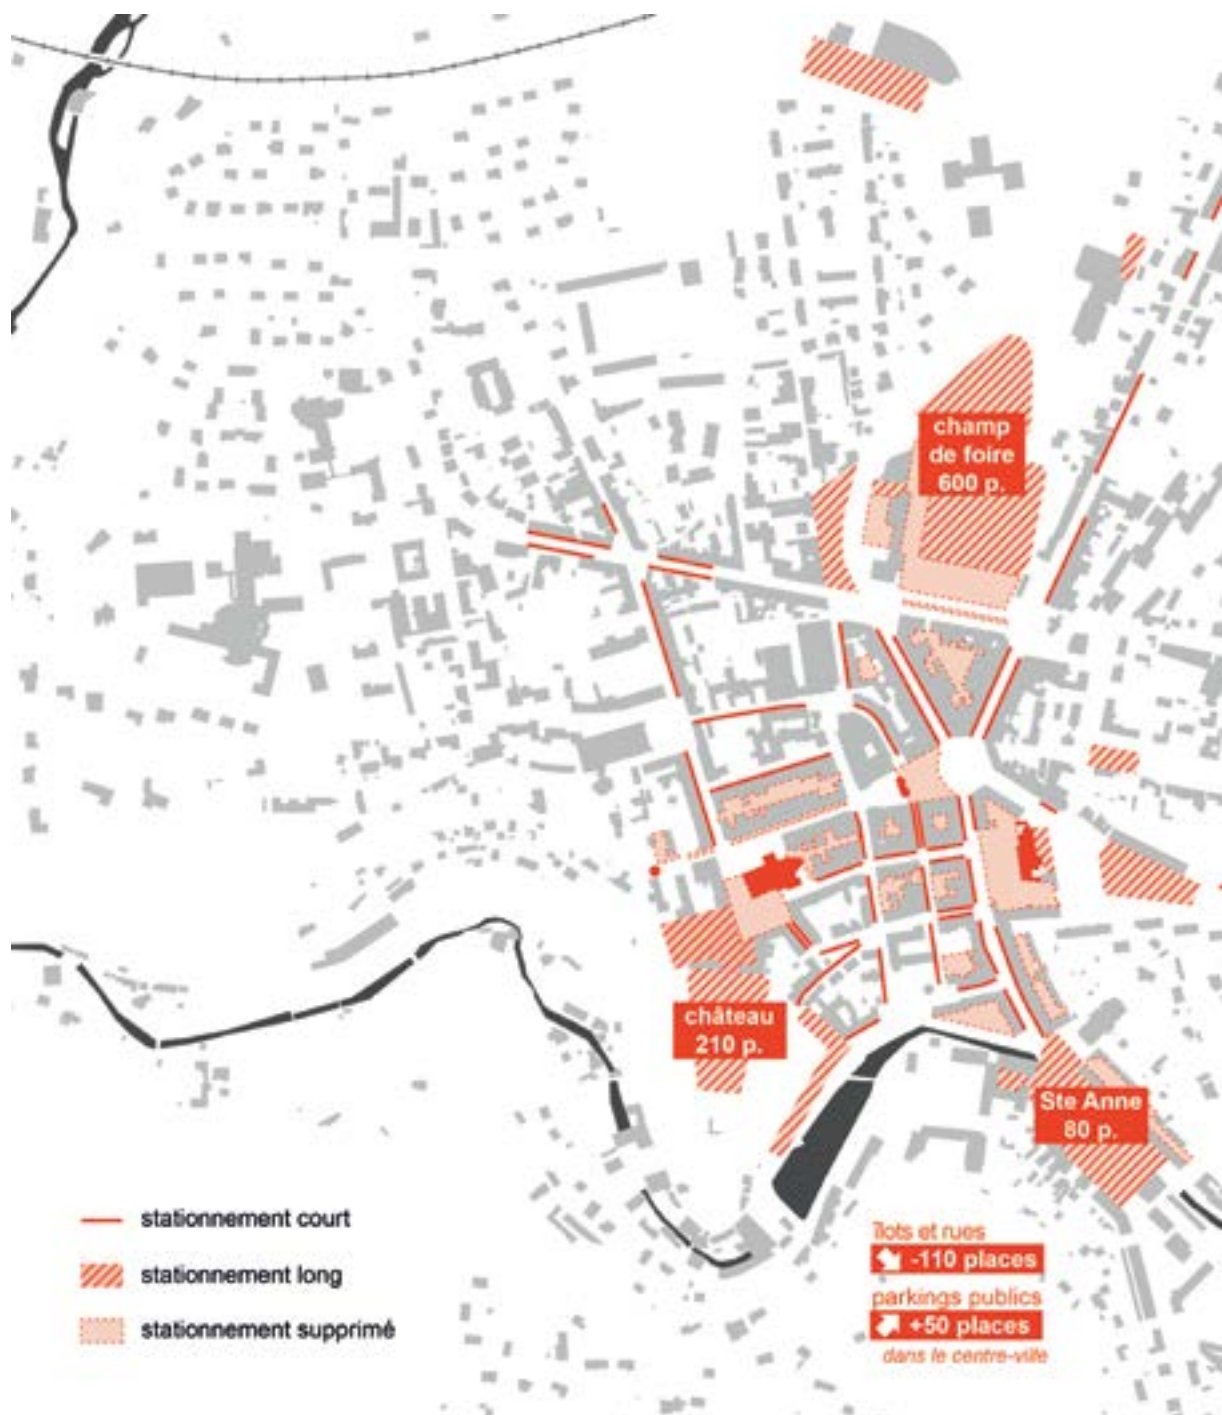 champ
de foire
600 p.
château
210 p.
Ste Anne
80 p.
stationnement court
stationnement long
stationnement supprimé
îlots et rues
-110 places
parkings publics
+50 places
dans le centre-ville